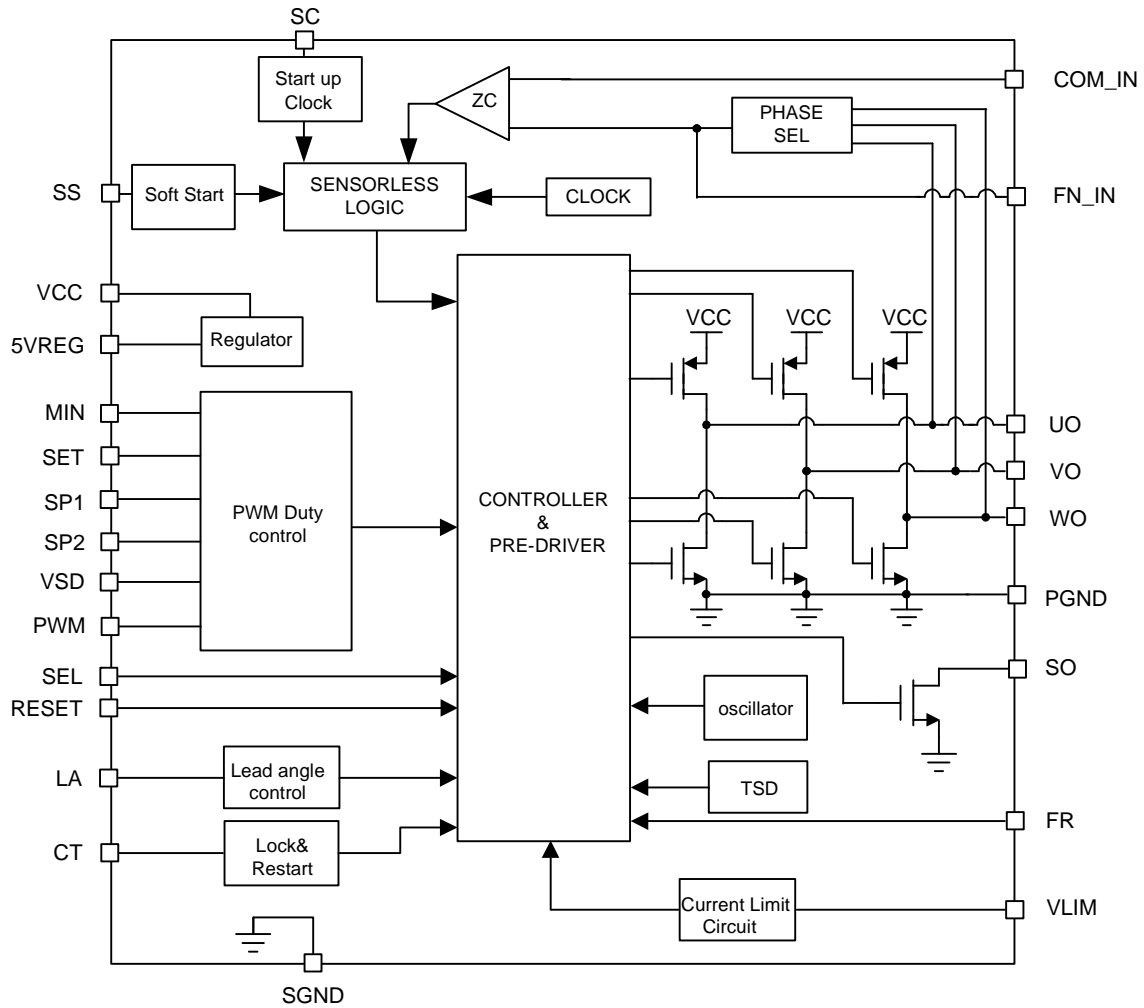 SC
Start up
Clock
ZC
COM_IN
PHASE
SEL
SS
Soft Start
SENSORLESS
LOGIC
CLOCK
FN_IN
VCC
5VREG
Regulator
VCC
VCC
VCC
MIN
SET
SP1
SP2
VSD
PWM
PWM Duty
control
CONTROLLER
&
PRE-DRIVER
UO
VO
WO
PGND
SEL
RESET
SO
oscillator
LA
Lead angle
control
TSD
CT
Lock&
Restart
FR
Current Limit
Circuit
VLIM
SGND